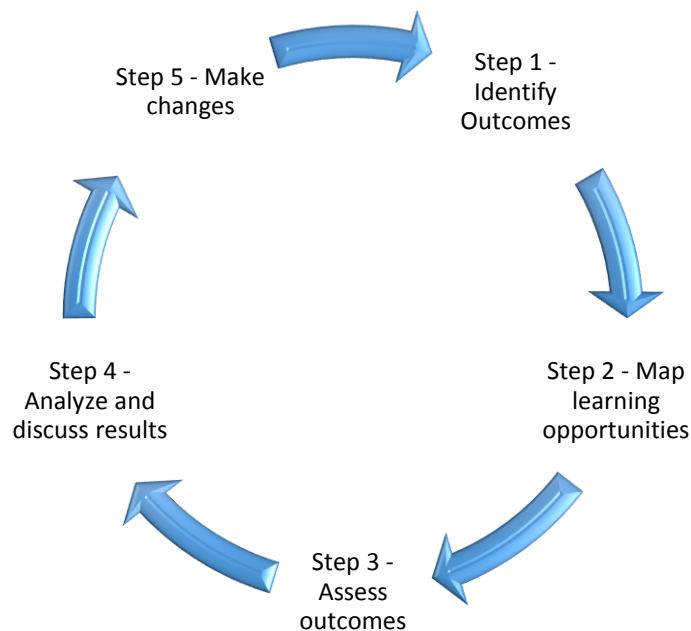 Step 1 -
Identify
Outcomes
Step 2 - Map
learning
opportunities
Step 3 -
Assess
outcomes
Step 4 -
Analyze and
discuss results
Step 5 - Make
changes